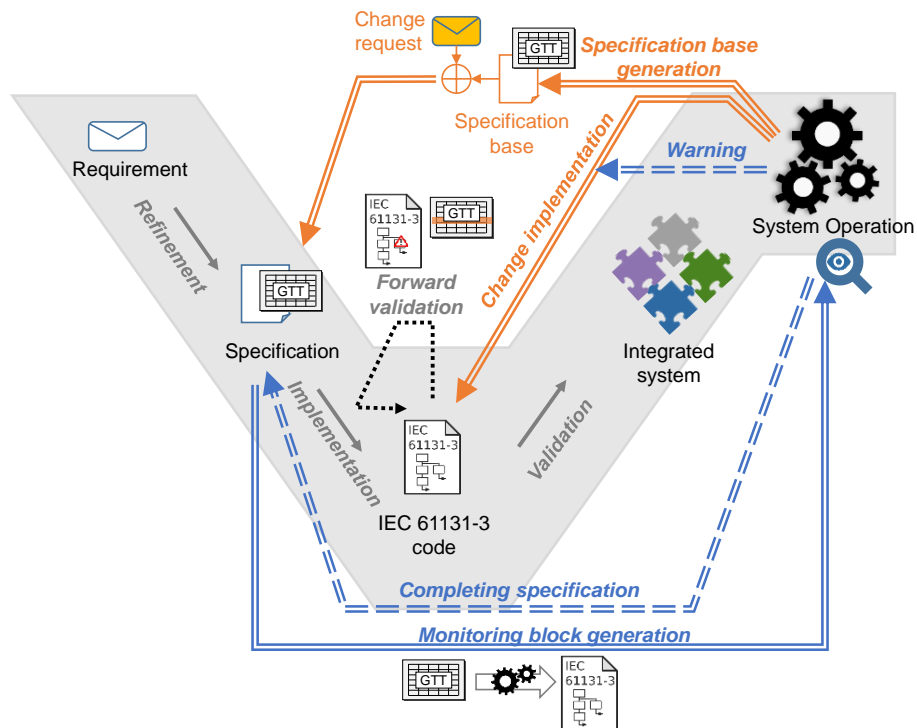 Change
request
GTT
Specification base
generation
Specification
base
Requirement
Refinement
IEC
61131-3
GTT
Forward
validation
Change implementation
Warning
System Operation
GTT
Specification
Implementation
IEC
61131-3
IEC 61131-3
code
Validation
Integrated
system
Completing specification
Monitoring block generation
GTT
IEC
61131-3